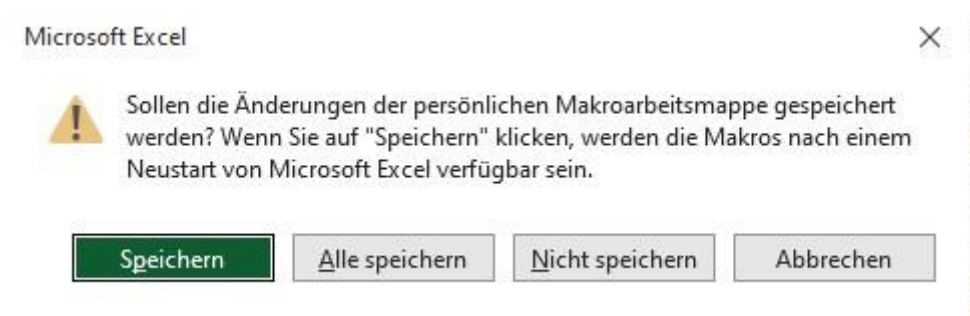 Microsoft Excel
Sollen die Änderungen der persönlichen Makroarbeitsmappe gespeichert
werden? Wenn Sie auf "Speichern" klicken, werden die Makros nach einem
Neustart von Microsoft Excel verfügbar sein.
Speichern Alle speichern Nicht speichern Abbrechen